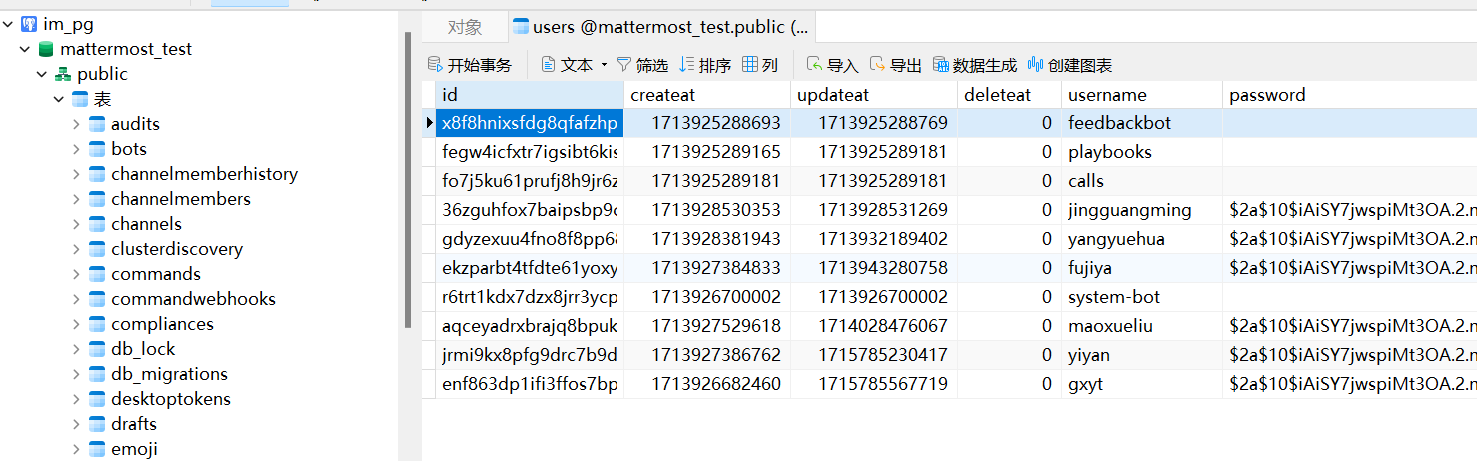 im_pg
mattermost_test
public
表
audits
bots
channelmemberhistory
channelmembers
channels
clusterdiscovery
commands
commandwebhooks
compliances
db_lock
db_migrations
desktoptokens
drafts
emoji
对象 users @mattermost_test.public (...
开始事务 文本 筛选 排序 列 导入 导出 数据生成 创建图表
id createat updateat deleteat username password
x8f8hnixsfdg8qfafzhp 1713925288693 1713925288769 0 feedbackbot
fegw4icfxtr7igsibt6kis 1713925289165 1713925289181 0 playbooks
fo7j5ku61prufj8h9jr6z 1713925289181 1713925289181 0 calls
36zguhfox7baipsbp9c 1713928530353 1713928531269 0 jingguangming $2a$10$iAiSY7jwspiMt3OA.2.n
gdyzexuu4fno8f8pp68 1713928381943 1713932189402 0 yangyuehua $2a$10$iAiSY7jwspiMt3OA.2.n
ekzparbt4tfdte61yoxy 1713927384833 1713943280758 0 fujiya $2a$10$iAiSY7jwspiMt3OA.2.n
r6trt1kdx7dzx8jrr3ycp 1713926700002 1713926700002 0 system-bot
aqceyadrxbrajq8bpuk 1713927529618 1714028476067 0 maoxueliu $2a$10$iAiSY7jwspiMt3OA.2.n
jrmi9kx8pfg9drc7b9d 1713927386762 1715785230417 0 yiyan $2a$10$iAiSY7jwspiMt3OA.2.n
enf863dp1ifi3ffos7bp 1713926682460 1715785567719 0 gxyt $2a$10$iAiSY7jwspiMt3OA.2.n